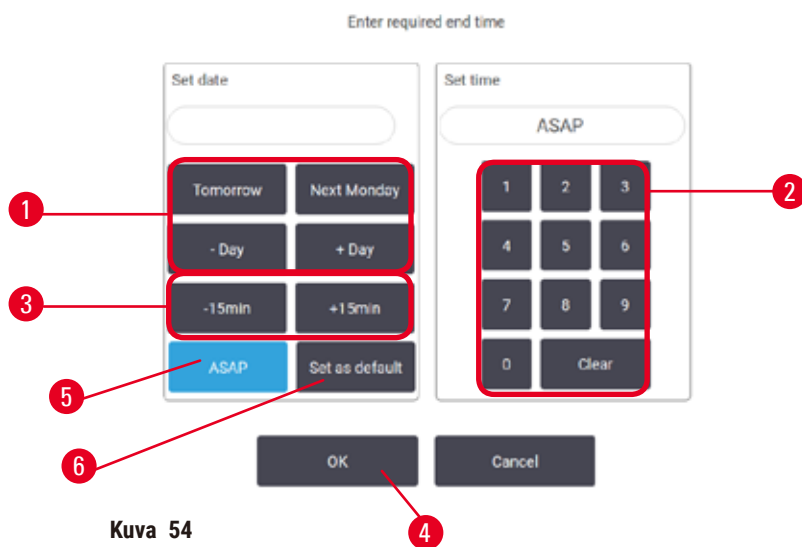 Enter required end time
Set date
Set time
ASAP
Tomorrow
Next Monday
1
2
3
1
2
- Day
+ Day
4
5
6
3
-15min
+15min
7
8
9
ASAP
Set as default
0
Clear
5
6
OK
Cancel
4
Kuva 54